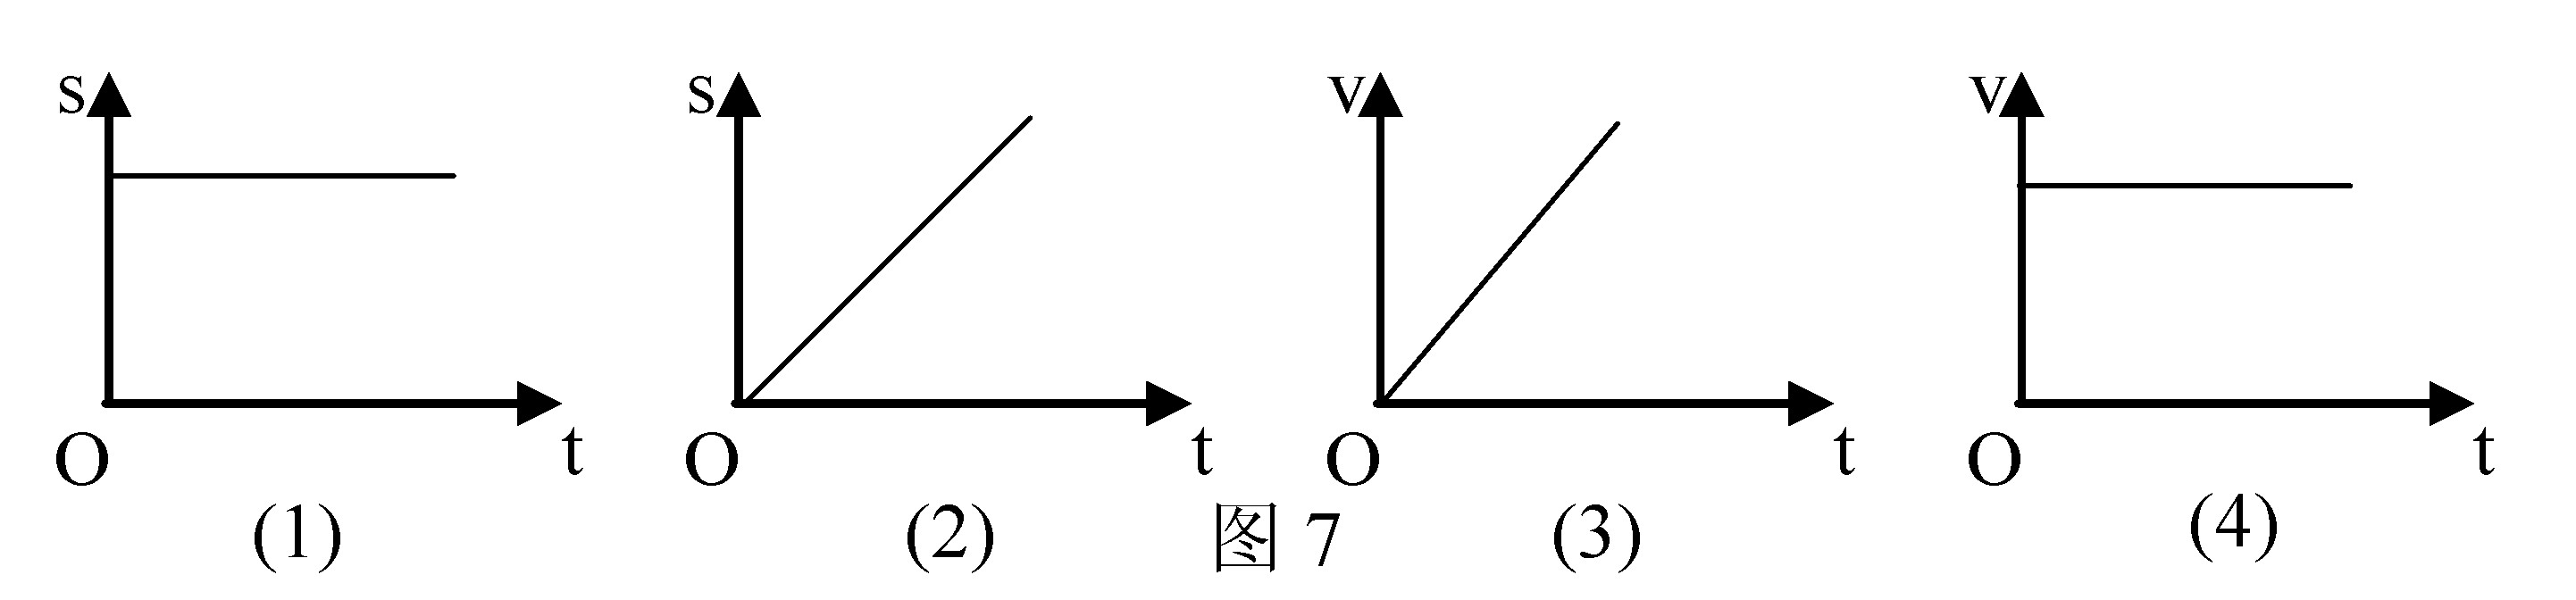 s s v v
O t O t O t O t
(1) (2) 图 7 (3) (4)